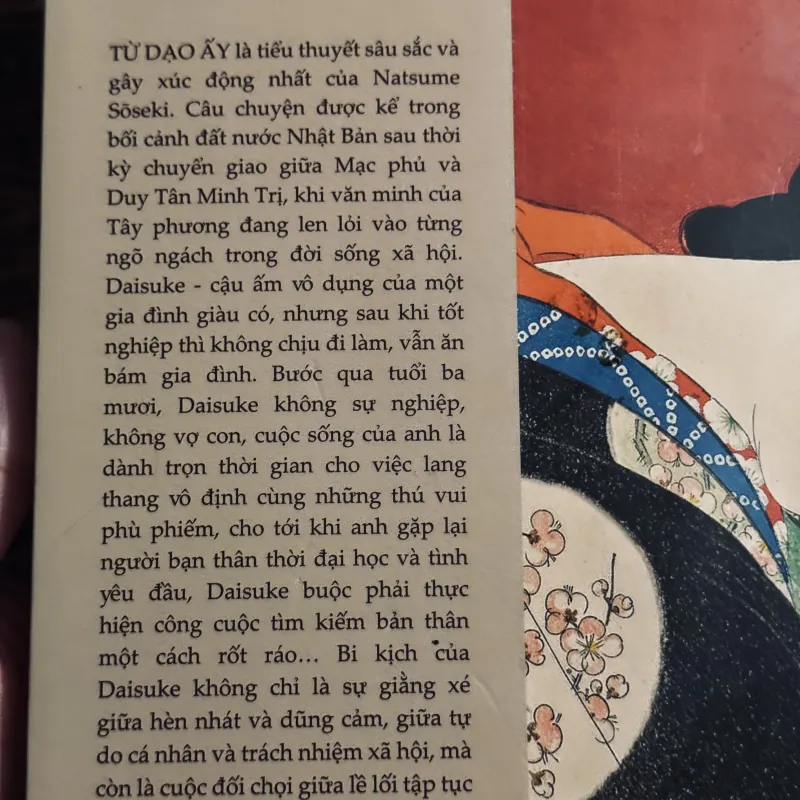 TỪ DẠO ẤY là tiểu thuyết sâu sắc và
gây xúc động nhất của Natsume
Sōseki. Câu chuyện được kể trong
bối cảnh đất nước Nhật Bản sau thời
kỳ chuyển giao giữa Mạc phủ và
Duy Tân Minh Trị, khi văn minh của
Tây phương đang len lỏi vào từng
ngõ ngách trong đời sống xã hội.
Daisuke - cậu ấm vô dụng của một
gia đình giàu có, nhưng sau khi tốt
nghiệp thì không chịu đi làm, vẫn ăn
bám gia đình. Bước qua tuổi ba
mươi, Daisuke không sự nghiệp,
không vợ con, cuộc sống của anh là
dành trọn thời gian cho việc lang
thang vô định cùng những thú vui
phù phiếm, cho tới khi anh gặp lại
người bạn thân thời đại học và tình
yêu đầu, Daisuke buộc phải thực
hiện công cuộc tìm kiếm bản thân
một cách rốt ráo... Bi kịch của
Daisuke không chỉ là sự giằng xé
giữa hèn nhát và dũng cảm, giữa tự
do cá nhân và trách nhiệm xã hội, mà
còn là cuộc đối chọi giữa lề lối tập tục